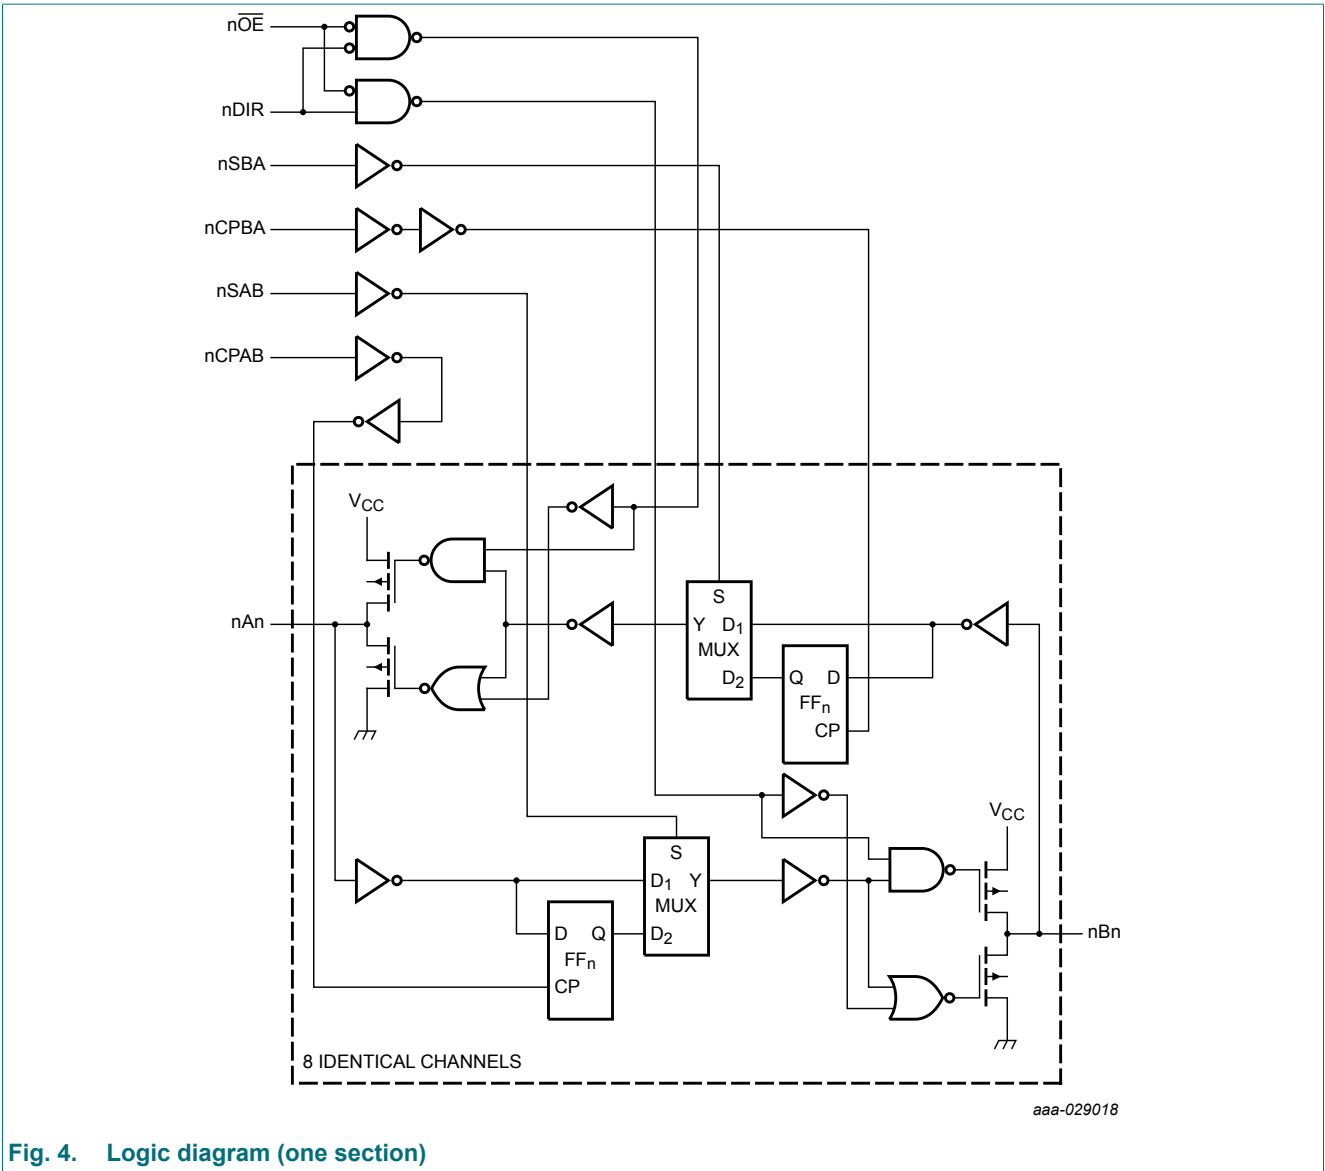 nO̅E̅
nDIR
nSBA
nCPBA
nSAB
nCPAB
VCC
nAn
S
Y D1
MUX
D2
Q D
FFn
CP
VCC
S
D1 Y
MUX
D2
D Q
FFn
CP
nBn
8 IDENTICAL CHANNELS
aaa-029018
Fig. 4. Logic diagram (one section)